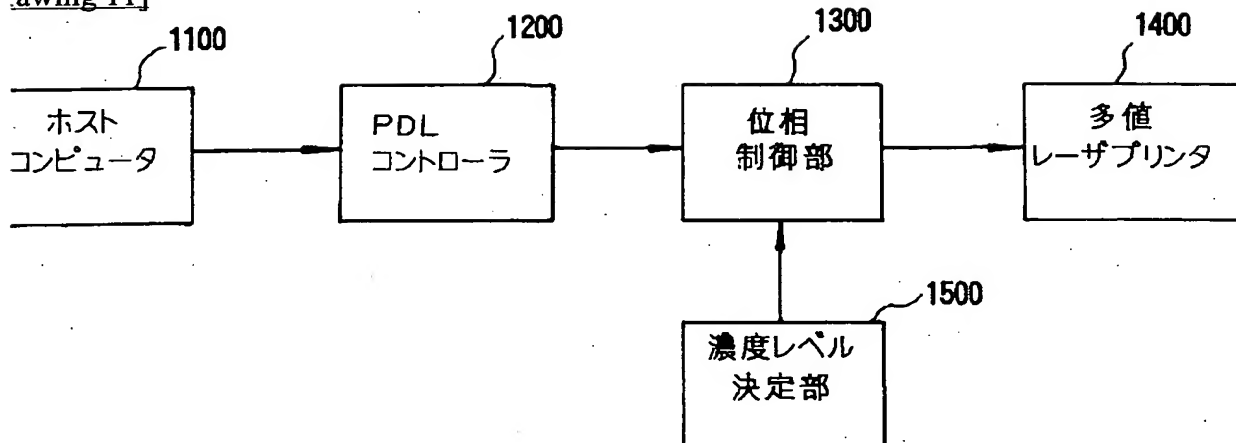 11]
1100
1200
1300
1400
ホスト
コンピュータ
PDL
コントローラ
位相
制御部
多値
レーザプリンタ
1500
濃度レベル
決定部